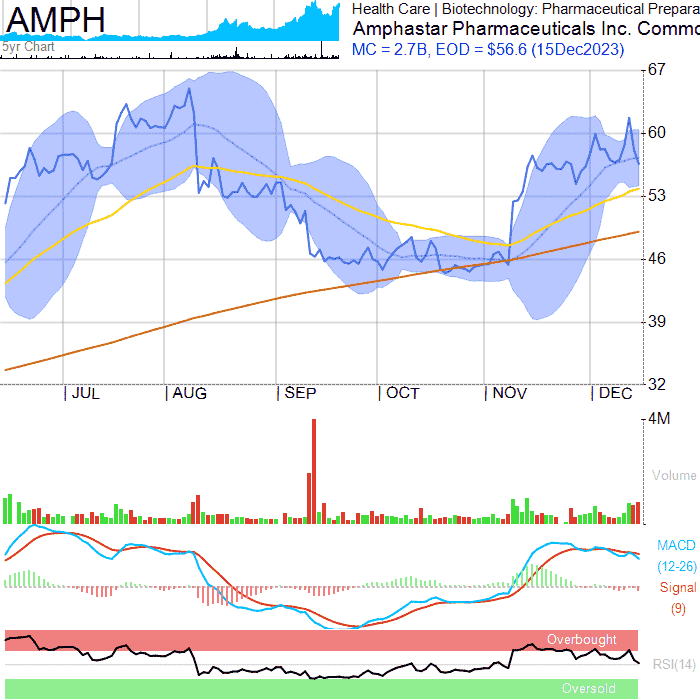 AMPH
5yr Chart
Health Care | Biotechnology: Pharmaceutical Prepara
Amphastar Pharmaceuticals Inc. Commo
MC = 2.7B, EOD = $56.6 (15Dec2023)
67
60
53
46
39
32
JUL AUG SEP OCT NOV DEC
4M
Volume
MACD
(12-26)
Signal
(9)
Overbought
RSI(14)
Oversold